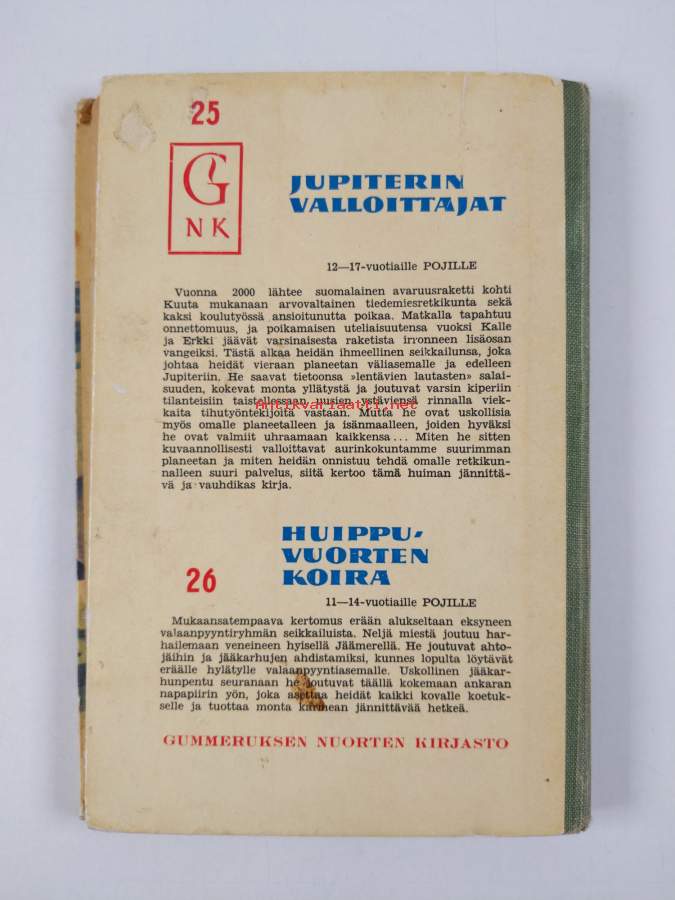 25
G
NK
JUPITERIN
VALLOITTAJAT
12—17-vuotiaille POJILLE
Vuonna 2000 lähtee suomalainen avaruusraketti kohti
Kuuta mukanaan arvovaltainen tiedemiesretkikunta sekä
kaksi koulutyössä ansioitunutta poikaa. Matkalla tapahtuu
onnettomuus, ja poikamaisen uteliaisuutensa vuoksi Kalle
ja Erkki jäävät varsinaisesta raketista irronneen lisäosan
vangeiksi. Tästä alkaa heidän ihmeellinen seikkailunsa, joka
johtaa heidät vieraan planeetan väliasemalle ja edelleen
Jupiteriin. He saavat tietoonsa »lentävien lautasten» salai-
suuden, kokevat monta yllätystä ja joutuvat varsin kiperiin
tilanteisiin taistellessaan uusien ystäviensä rinnalla viek-
kaita tihutyöntekijöitä vastaan. Mutta he ovat uskollisia
myös omalle planeetalleen ja isänmaalleen, joiden hyväksi
he ovat valmiit uhraamaan kaikkensa... Miten he sitten
kuvaannollisesti valloittavat aurinkokuntamme suurimman
planeetan ja miten heidän onnistuu tehdä omalle retkikun-
nalleen suuri palvelus, siitä kertoo tämä huiman jännittä-
vä ja vauhdikas kirja.
Antikvariaatti.net
HUIPPU-
VUORTEN
KOIRA
26
11—14-vuotiaille POJILLE
Mukaansatempaava kertomus erään alukseltaan eksyneen
valaanpyyntiryhmän seikkailuista. Neljä miestä joutuu har-
hailemaan veneineen hyisellä Jäämerellä. He joutuvat ahto-
jäihin ja jääkarhujen ahdistamiksi, kunnes lopulta löytävät
eräälle hylätylle valaanpyyntiasemalle. Uskollinen jääkar-
hunpentu seuranaan he joutuvat täällä kokemaan ankaran
napapiirin yön, joka asettaa heidät kaikki kovalle koetuk-
selle ja tuottaa monta karmean jännittävää hetkeä.
GUMMERUKSEN NUORTEN KIRJASTO